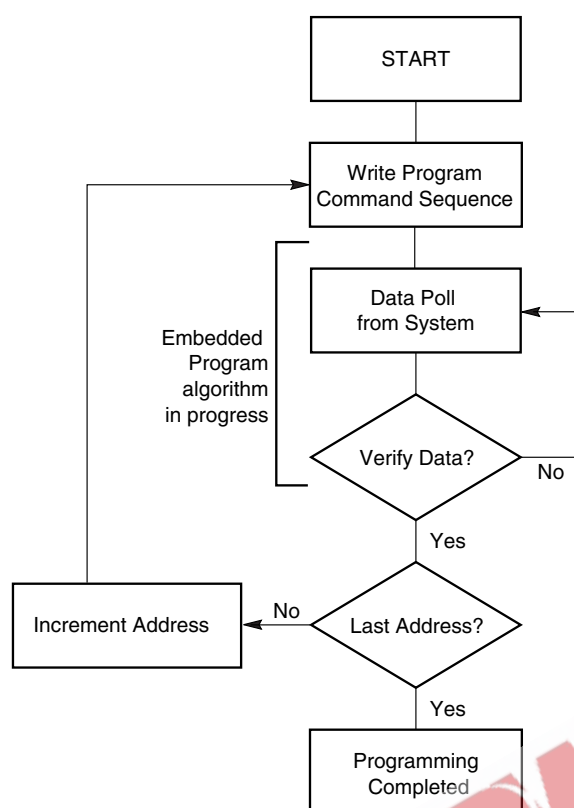 START
Write Program
Command Sequence
Data Poll
from System
Embedded
Program
algorithm
in progress
Verify Data?
No
Yes
Last Address?
No
Increment Address
Yes
Programming
Completed